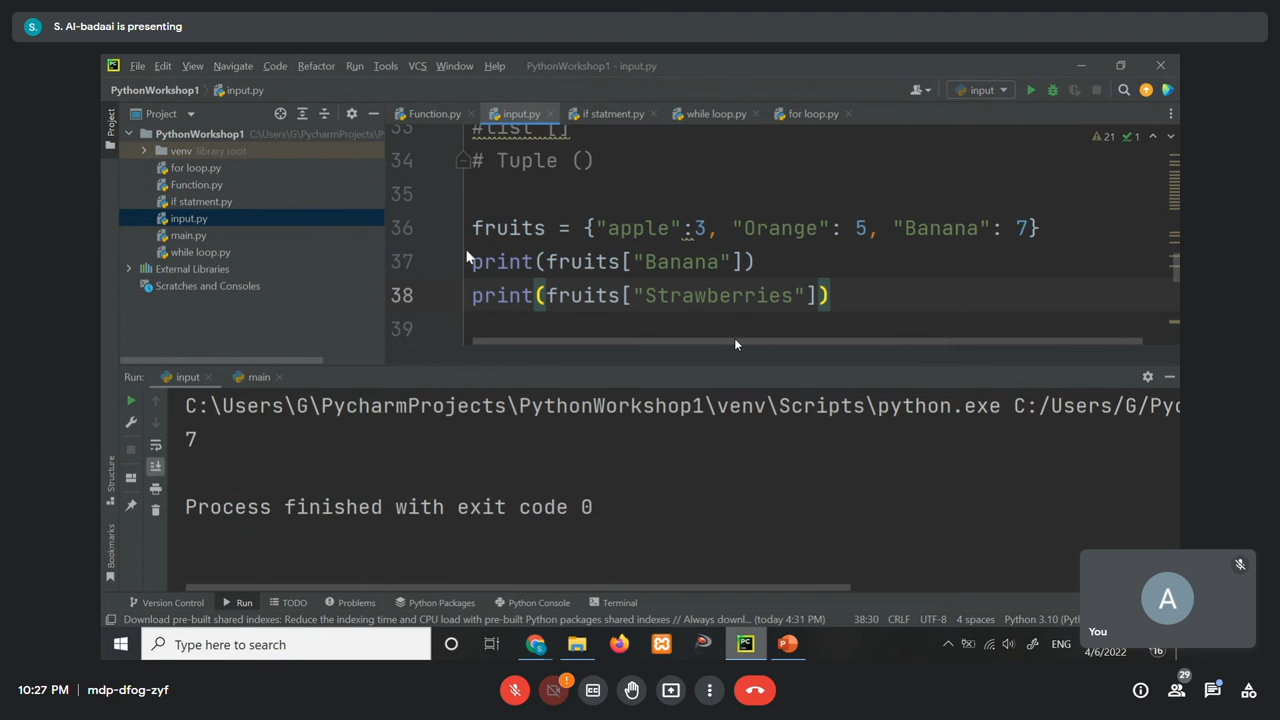 S. S. Al-badaai is presenting
PC File Edit View Navigate Code Refactor Run Tools VCS Window Help PythonWorkshop1 - input.py
PythonWorkshop1 input.py input
Project Function.py input.py if statment.py while loop.py for loop.py
Project
PythonWorkshop1 C:\Users\G\PycharmProjects\P
venv library root
for loop.py
Function.py
if statment.py
input.py
main.py
while loop.py
External Libraries
Scratches and Consoles
21 1
33 #list []
34 # Tuple ()
35
36 fruits = {"apple":3, "Orange": 5, "Banana": 7}
37 print(fruits["Banana"])
38 print(fruits["Strawberries"])
39
Run: input main
C:\Users\G\PycharmProjects\PythonWorkshop1\venv\Scripts\python.exe C:/Users/G/Pyc
7
Process finished with exit code 0
Structure
Bookmarks
Version Control Run TODO Problems Python Packages Python Console Terminal
Download pre-built shared indexes: Reduce the indexing time and CPU load with pre-built Python packages shared indexes // Always downl... (today 4:31 PM) 38:30 CRLF UTF-8 4 spaces Python 3.10 (Pyth
Type here to search PC ENG
4/6/2022 16
A
You
10:27 PM mdp-dfog-zyf 29